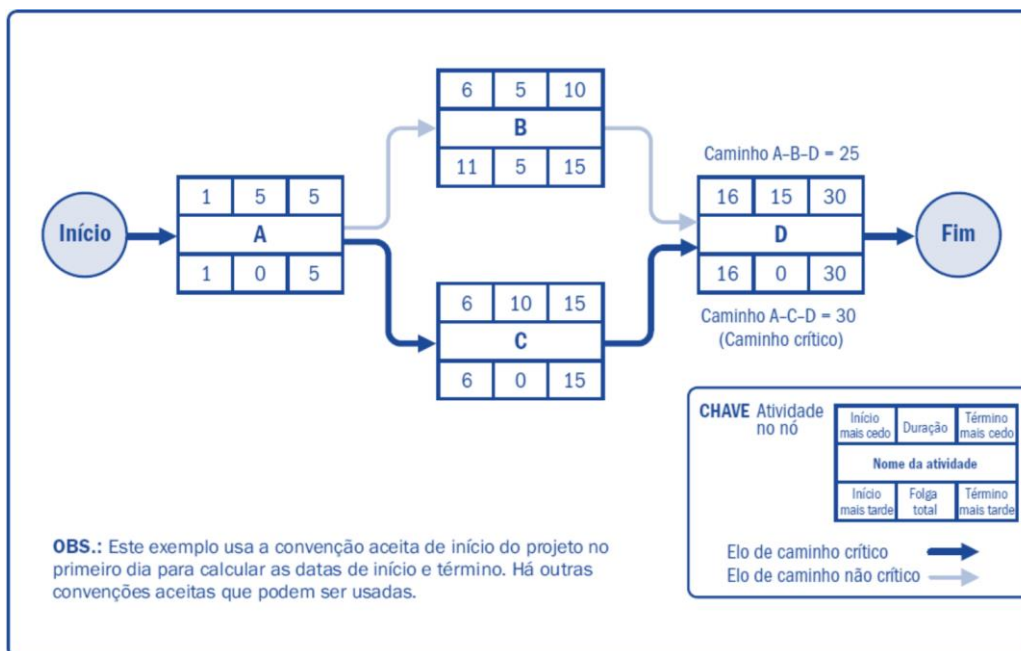 6 5 10
B
11 5 15
Caminho A-B-D = 25
Início
1 5 5
A
1 0 5
16 15 30
D
16 0 30
Fim
6 10 15
C
6 0 15
Caminho A-C-D = 30
(Caminho crítico)
CHAVE Atividade
no nó
Início
mais cedo
Duração
Término
mais cedo
Nome da atividade
Início
mais tarde
Folga
total
Término
mais tarde
OBS.: Este exemplo usa a convenção aceita de início do projeto no
primeiro dia para calcular as datas de início e término. Há outras
convenções aceitas que podem ser usadas.
Elo de caminho crítico
Elo de caminho não crítico